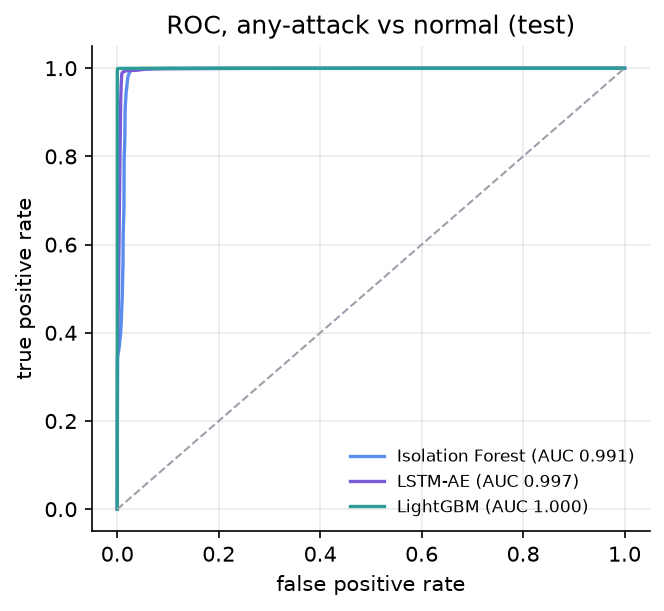 ROC, any-attack vs normal (test)
true positive rate
1.0
0.8
0.6
0.4
0.2
0.0
Isolation Forest (AUC 0.991)
LSTM-AE (AUC 0.997)
LightGBM (AUC 1.000)
0.0 0.2 0.4 0.6 0.8 1.0
false positive rate